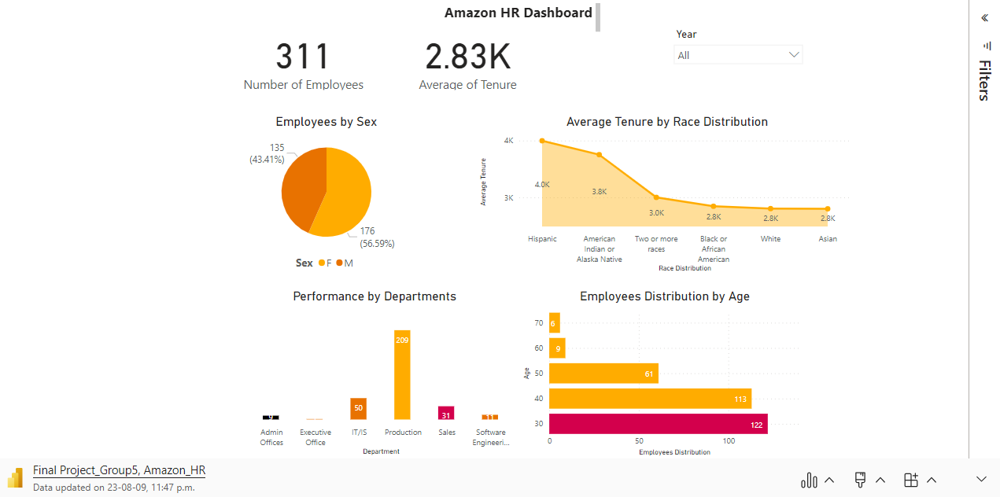 Amazon HR Dashboard
311
Number of Employees
2.83K
Average of Tenure
Year
All
Filters
Employees by Sex
135
(43.41%)
176
(56.59%)
Sex F M
Average Tenure by Race Distribution
Average Tenure
4K
3K
4.0K
3.8K
3.0K
2.8K
2.8K
2.8K
Hispanic
American
Indian or
Alaska Native
Two or more
races
Black or
African
American
White
Asian
Race Distribution
Performance by Departments
209
50
31
11
9
Admin
Offices
Executive
Office
IT/IS
Production
Sales
Software
Engineeri...
Department
Employees Distribution by Age
Age
70
6
60
9
50
61
40
113
30
122
0
50
100
Employees Distribution
Final Project_Group5, Amazon_HR
Data updated on 23-08-09, 11:47 p.m.